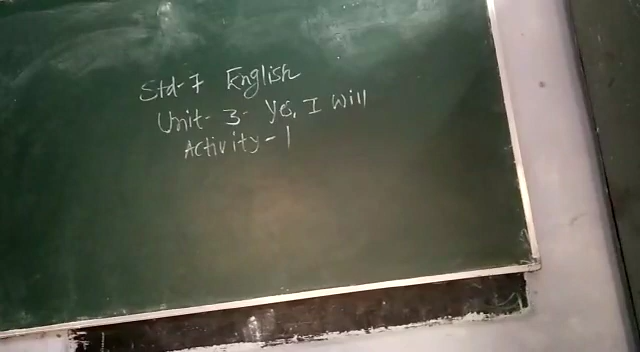 Std-7 English
Unit-3- Yes, I will
Activity-1